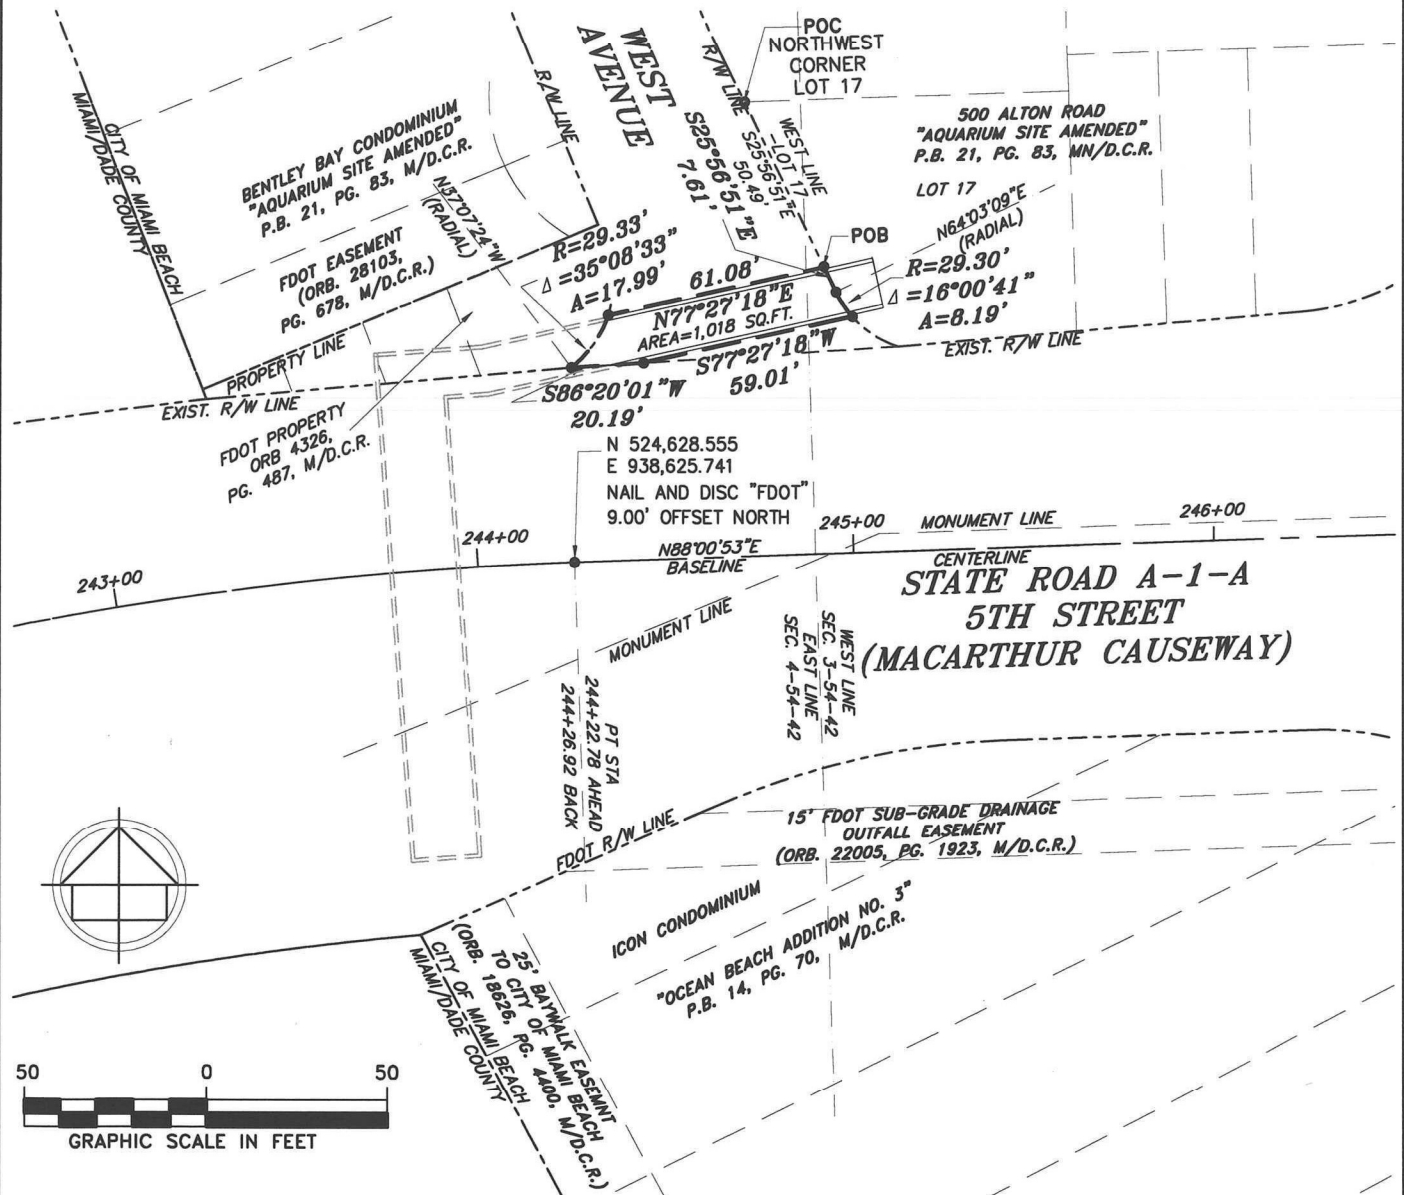 POC
NORTHWEST
CORNER
LOT 17
WEST
AVENUE
R/W LINE
R/W LINE
CITY OF MIAMI BEACH
MIAMI/DADE COUNTY
BENTLEY BAY CONDOMINIUM
"AQUARIUM SITE AMENDED"
P.B. 21, PG. 83, M/D.C.R.
S25°56'51"E
7.61'
S25°56'51"E
50.49'
WEST LINE
LOT 17
500 ALTON ROAD
"AQUARIUM SITE AMENDED"
P.B. 21, PG. 83, MN/D.C.R.
LOT 17
N64°03'09"E
(RADIAL)
N37°07'24"W
(RADIAL)
FDOT EASEMENT
(ORB. 28103,
PG. 678, M/D.C.R.)
R=29.33'
Δ =35°08'33"
A=17.99'
POB
R=29.30'
Δ =16°00'41"
A=8.19'
61.08'
N77°27'18"E
AREA=1,018 SQ.FT.
S77°27'18"W
59.01'
EXIST. R/W LINE
PROPERTY LINE
EXIST. R/W LINE
S86°20'01"W
20.19'
FDOT PROPERTY
ORB 4326,
PG. 487, M/D.C.R.
N 524,628.555
E 938,625.741
NAIL AND DISC "FDOT"
9.00' OFFSET NORTH
243+00
244+00
N88°00'53"E
BASELINE
245+00
MONUMENT LINE
246+00
CENTERLINE
STATE ROAD A-1-A
5TH STREET
(MACARTHUR CAUSEWAY)
MONUMENT LINE
WEST LINE
SEC. 3-54-42
EAST LINE
SEC. 4-54-42
PT STA
244+22.78 AHEAD
244+26.92 BACK
FDOT R/W LINE
15' FDOT SUB-GRADE DRAINAGE
OUTFALL EASEMENT
(ORB. 22005, PG. 1923, M/D.C.R.)
ICON CONDOMINIUM
"OCEAN BEACH ADDITION NO. 3"
P.B. 14, PG. 70, M/D.C.R.
25' BAYWALK EASEMNT
TO CITY OF MIAMI BEACH
(ORB. 18626, PG. 4400, M/D.C.R.)
CITY OF MIAMI BEACH
MIAMI/DADE COUNTY
50 0 50
GRAPHIC SCALE IN FEET